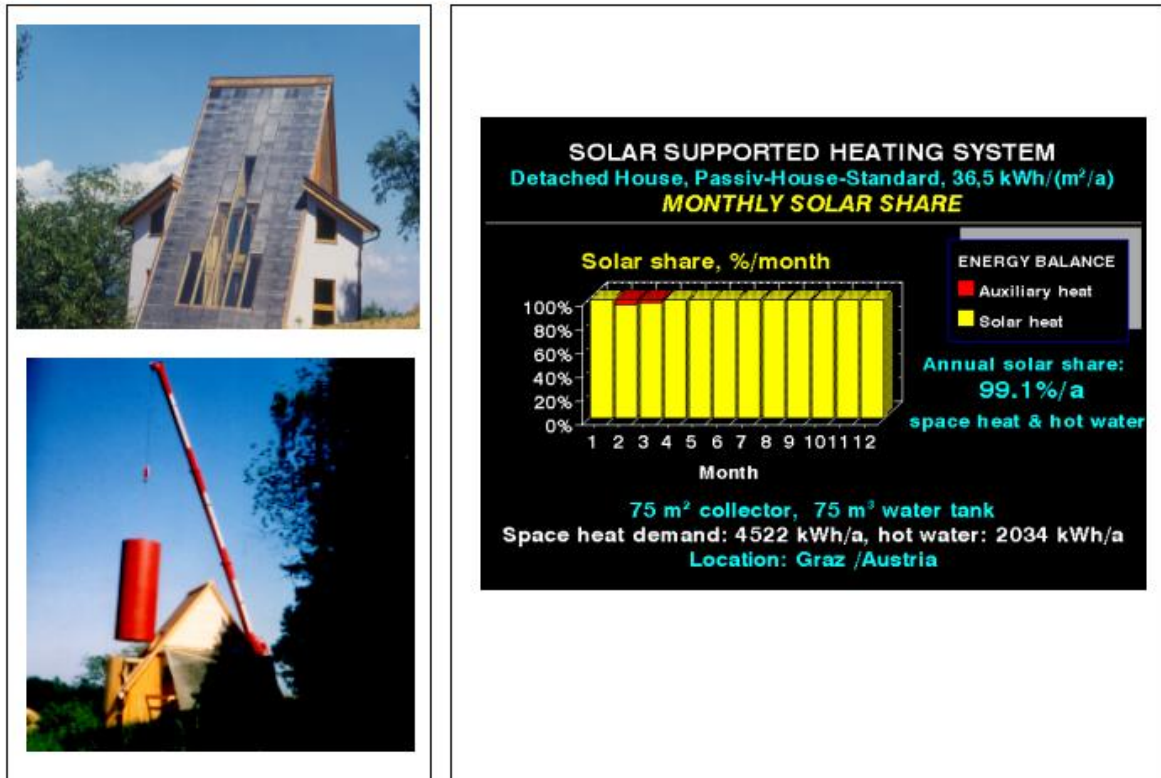 SOLAR SUPPORTED HEATING SYSTEM
Detached House, Passiv-House-Standard, 36,5 kWh/(m²/a)
MONTHLY SOLAR SHARE
Solar share, %/month
100%
80%
60%
40%
20%
0%
1 2 3 4 5 6 7 8 9 10 11 12
Month
ENERGY BALANCE
Auxiliary heat
Solar heat
Annual solar share:
99.1%/a
space heat & hot water
75 m² collector, 75 m³ water tank
Space heat demand: 4522 kWh/a, hot water: 2034 kWh/a
Location: Graz /Austria